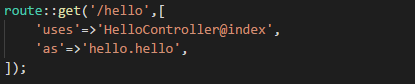 route::get('/hello',[
    'uses'=>'HelloController@index',
    'as'=>'hello.hello',
]);